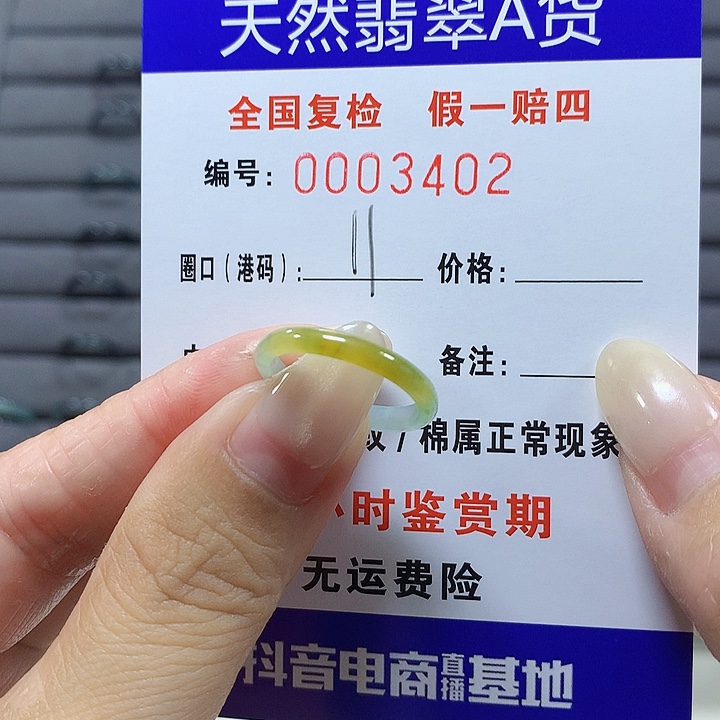 天然翡翠A货
全国复检 假一赔四
编号: 0003402
圈口(港码): 11 价格:
备注:
/棉属正常现象
小时鉴赏期
无运费险
抖音电商直播基地